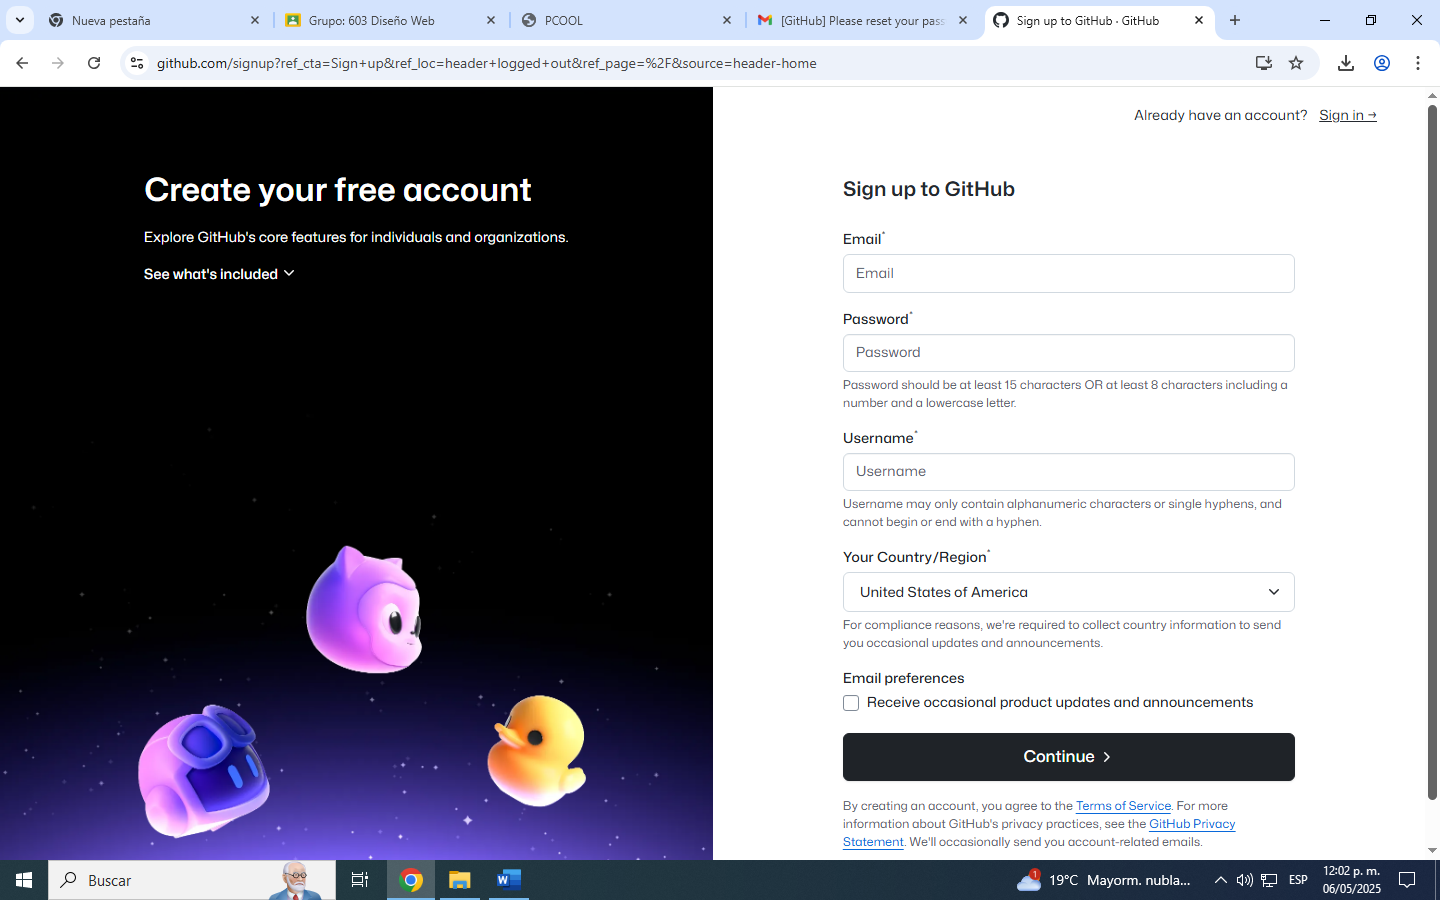 Nueva pestaña
Grupo: 603 Diseño Web
PCOOL
[GitHub] Please reset your pass
Sign up to GitHub · GitHub
github.com/signup?ref_cta=Sign+up&ref_loc=header+logged+out&ref_page=%2F&source=header-home
Already have an account? Sign in →
Create your free account
Explore GitHub's core features for individuals and organizations.
See what's included
Sign up to GitHub
Email*
Email
Password*
Password
Password should be at least 15 characters OR at least 8 characters including a
number and a lowercase letter.
Username*
Username
Username may only contain alphanumeric characters or single hyphens, and
cannot begin or end with a hyphen.
Your Country/Region*
United States of America
For compliance reasons, we're required to collect country information to send
you occasional updates and announcements.
Email preferences
Receive occasional product updates and announcements
Continue
By creating an account, you agree to the Terms of Service. For more
information about GitHub's privacy practices, see the GitHub Privacy
Statement. We'll occasionally send you account-related emails.
Buscar
W
1
19°C Mayorm. nubla...
ESP
12:02 p. m.
06/05/2025